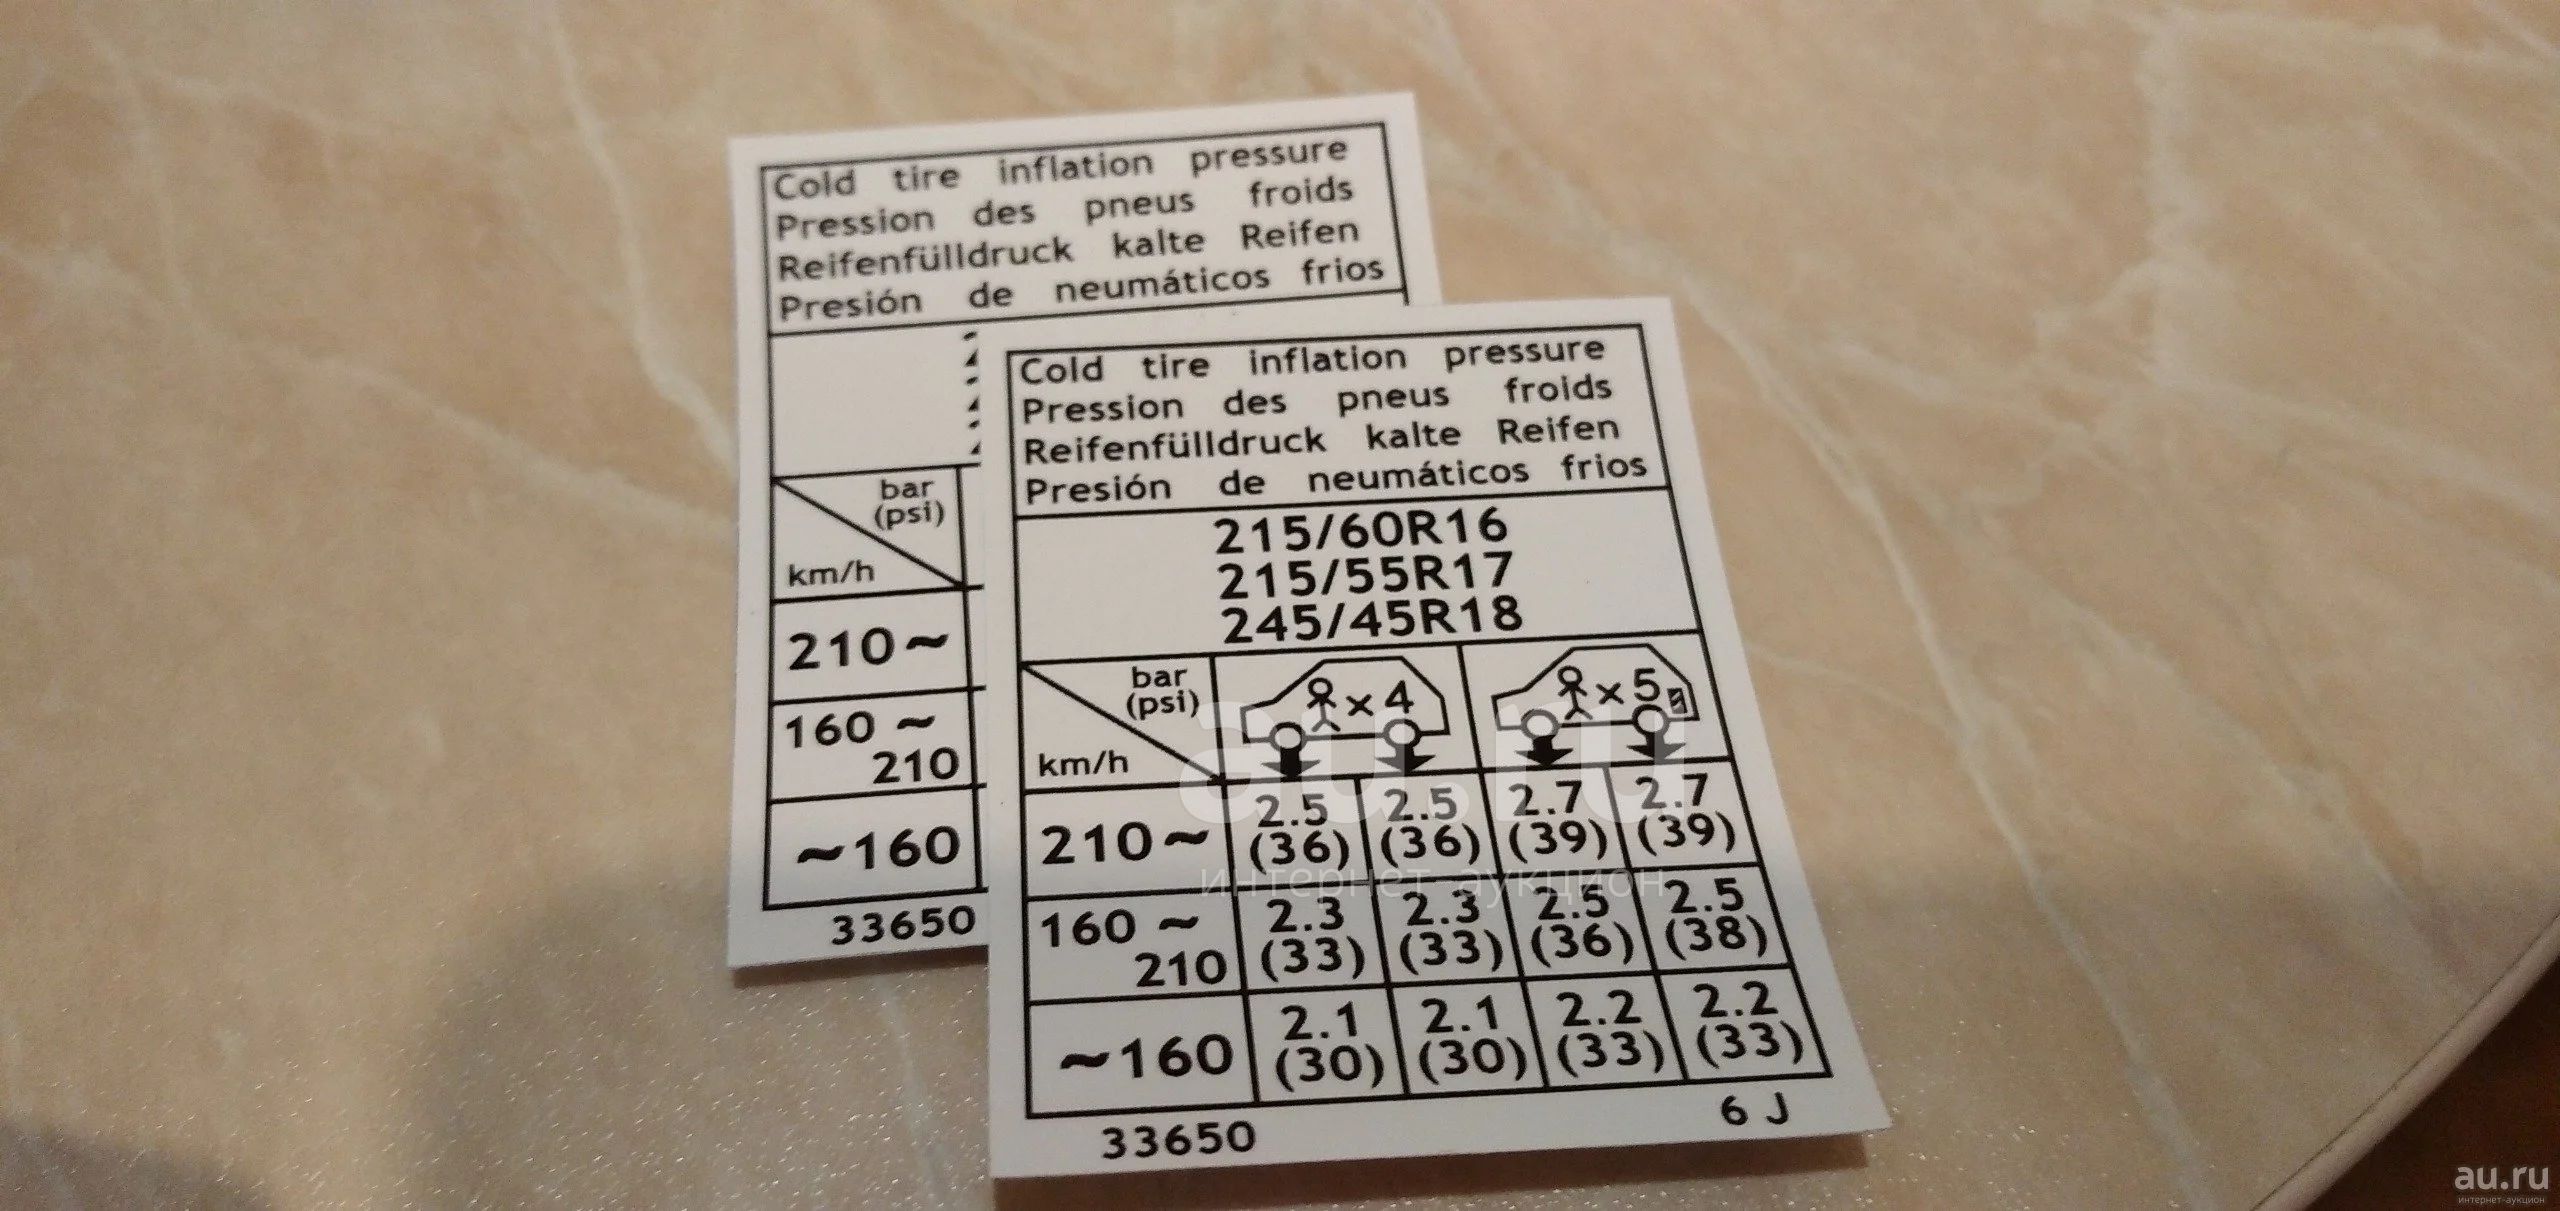 Cold tire inflation pressure
Pression des pneus froids
Reifenfülldruck kalte Reifen
Presión de neumáticos frios
bar
(psi)
km/h
210~
160 ~
210
~160
33650
Cold tire inflation pressure
Pression des pneus froids
Reifenfülldruck kalte Reifen
Presión de neumáticos frios
215/60R16
215/55R17
245/45R18
bar
(psi)
km/h
x 4
x 5
210~ 2.5 (36) 2.5 (36) 2.7 (39) 2.7 (39)
160 ~ 210 2.3 (33) 2.3 (33) 2.5 (36) 2.5 (38)
~160 2.1 (30) 2.1 (30) 2.2 (33) 2.2 (33)
33650 6 J
au.ru
интернет-аукцион
au.ru
интернет-аукцион